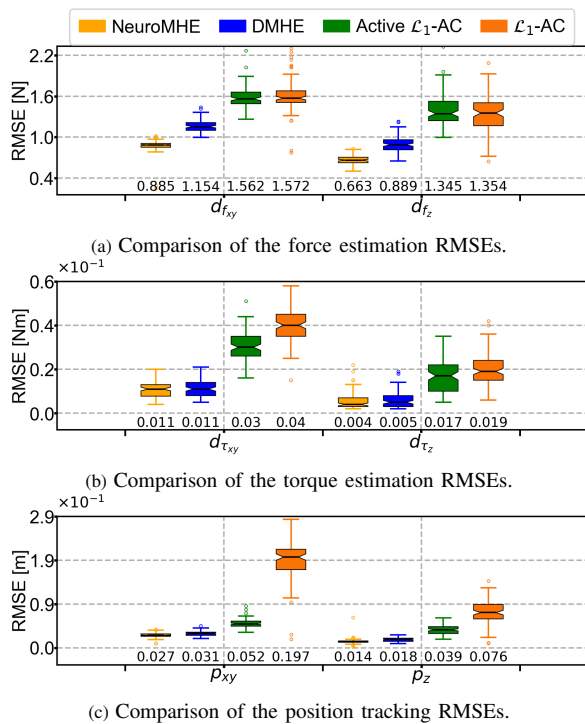 NeuroMHE DMHE Active ℒ₁-AC ℒ₁-AC
RMSE [N]
2.2
1.6
1.0
0.4
0.885 1.154 1.562 1.572 0.663 0.889 1.345 1.354
d_{f_{xy}} d_{f_z}
(a) Comparison of the force estimation RMSEs.
×10⁻¹
RMSE [Nm]
0.6
0.4
0.2
0.0
0.011 0.011 0.03 0.04 0.004 0.005 0.017 0.019
d_{τ_{xy}} d_{τ_z}
(b) Comparison of the torque estimation RMSEs.
×10⁻¹
RMSE [m]
2.9
1.9
0.9
0.0
0.027 0.031 0.052 0.197 0.014 0.018 0.039 0.076
p_{xy} p_z
(c) Comparison of the position tracking RMSEs.